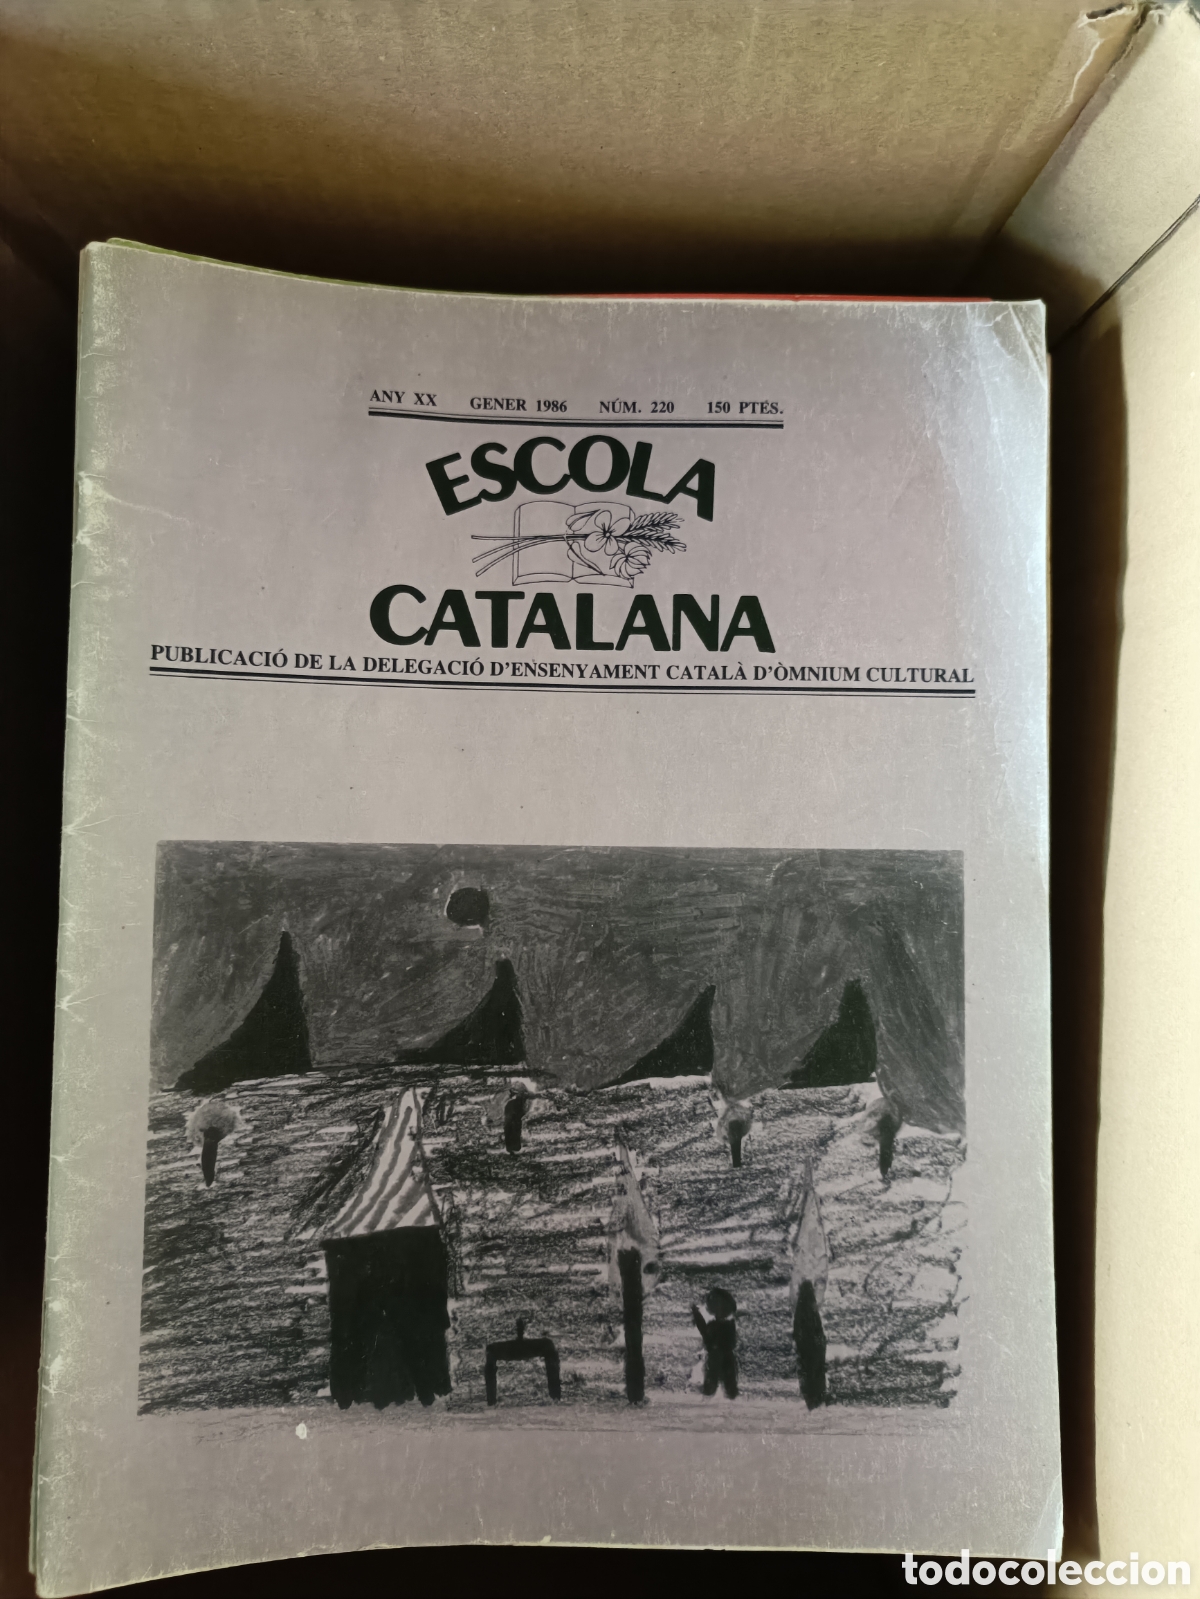 ANY XX GENER 1986 NÚM. 220 150 PTES.
ESCOLA
CATALANA
PUBLICACIÓ DE LA DELEGACIÓ D'ENSENYAMENT CATALÀ D'ÒMNIUM CULTURAL
todocoleccion